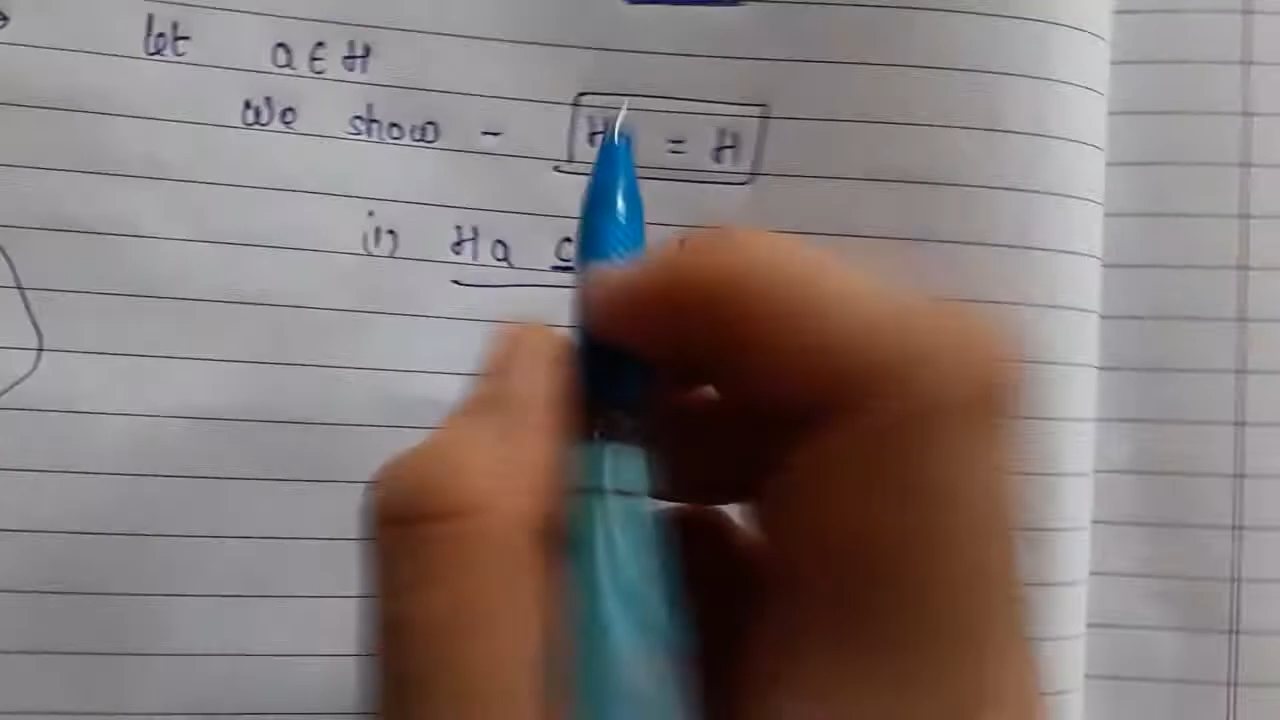 let a ∈ H
We show - H = H
(i) Ha ⊆